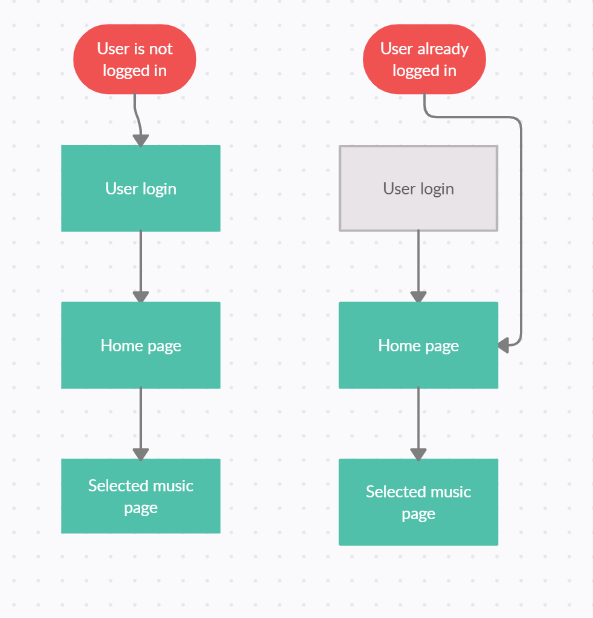 User is not
logged in
User login
Home page
Selected music
page
User already
logged in
User login
Home page
Selected music
page